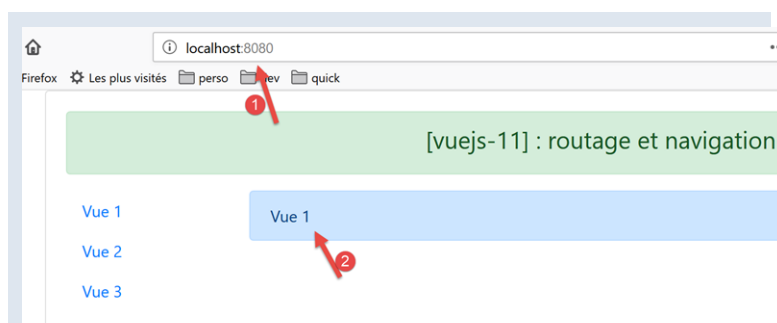 localhost:8080
Firefox Les plus visités perso dev quick
1
[vuejs-11] : routage et navigation
Vue 1 Vue 1
Vue 2
2
Vue 3